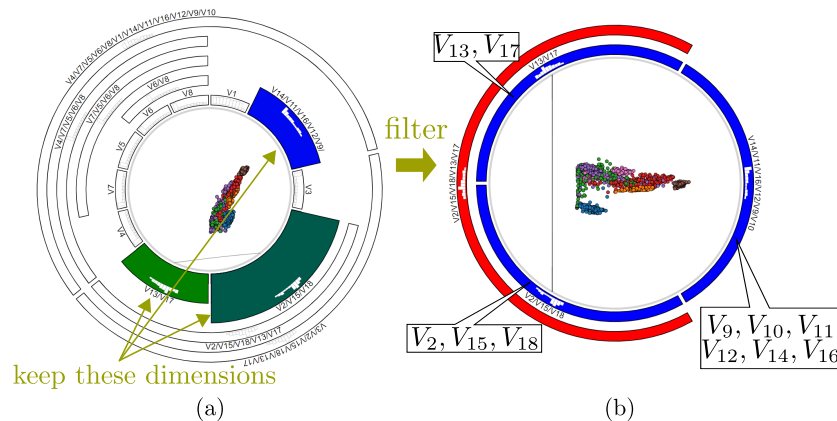 V4/V7/V5/V6/V8/V1/V14/V11/V16/V12/V9/V10
V4/V7/V5/V6/V8
V7/V5/V6/V8
V6/V8
V8
V1
V6
V5
V7
V4
V14/V11/V16/V12/V9/
V3
V13/V17
V2/V15/V18
V2/V15/V18/V13/V17
V3/V2/V15/V18/V13/V17
keep these dimensions
(a)
filter
V13, V17
V13/V17
V2/V15/V18/V13/V17
V14/V11/V16/V12/V9/V10
V2/V15/V18
V2, V15, V18
V9, V10, V11
V12, V14, V16
(b)